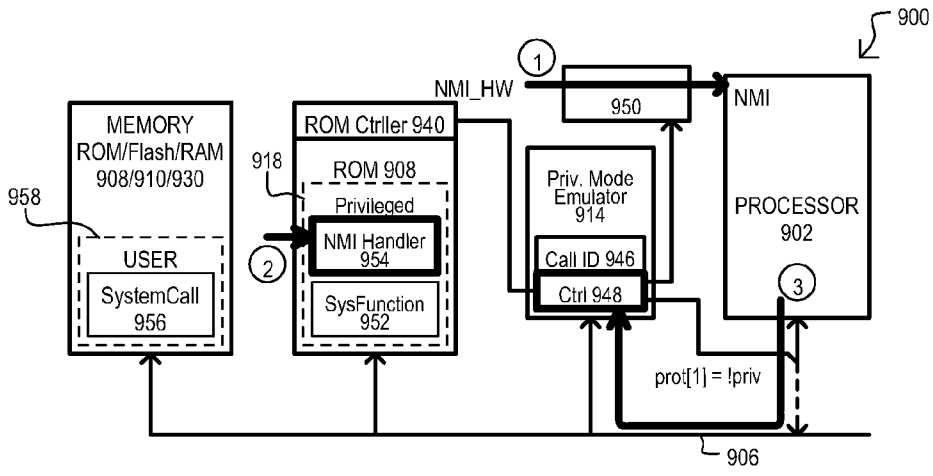 900
1
NMI_HW
950
NMI
MEMORY
ROM/Flash/RAM
908/910/930
958
USER
SystemCall
956
ROM Ctrller 940
918
ROM 908
Privileged
NMI Handler
954
2
SysFunction
952
Priv. Mode
Emulator
914
Call ID 946
Ctrl 948
PROCESSOR
902
3
prot[1] = !priv
906